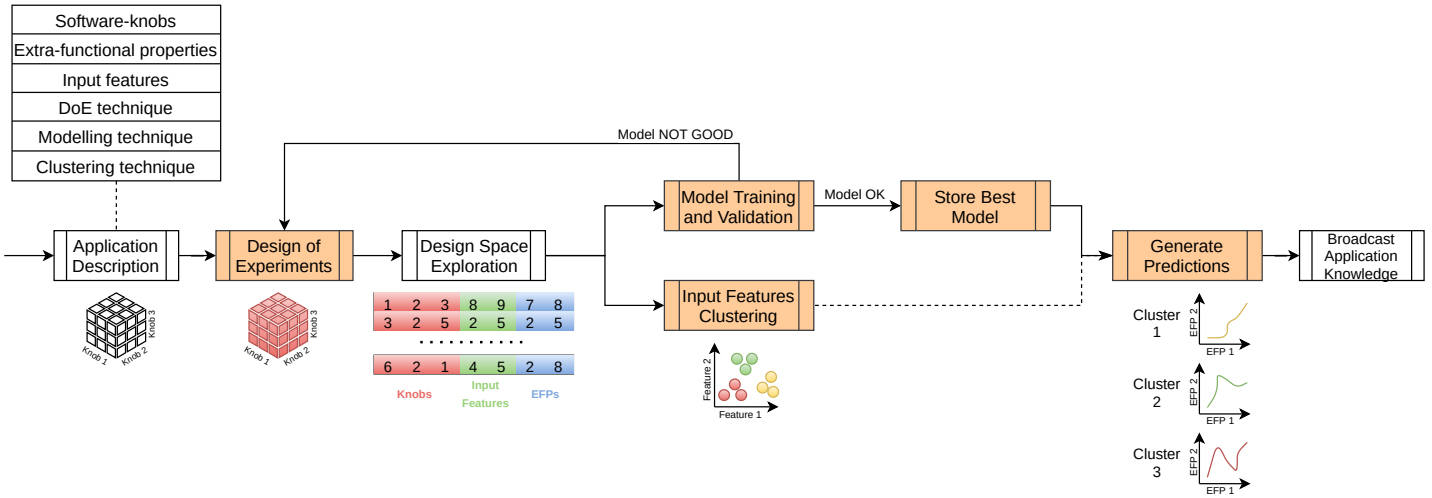 Software-knobs
Extra-functional properties
Input features
DoE technique
Modelling technique
Clustering technique
Model NOT GOOD
Application
Description
Design of
Experiments
Design Space
Exploration
Model Training
and Validation
Model OK
Store Best
Model
Input Features
Clustering
Generate
Predictions
Broadcast
Application
Knowledge
Knob 1
Knob 2
Knob 3
Knob 1
Knob 2
Knob 3
1 2 3 8 9 7 8
3 2 5 2 5 2 5
. . . . . . . . . . .
6 2 1 4 5 2 8
Knobs
Input
Features
EFPs
Feature 2
Feature 1
Cluster
1
EFP 2
EFP 1
Cluster
2
EFP 2
EFP 1
Cluster
3
EFP 2
EFP 1